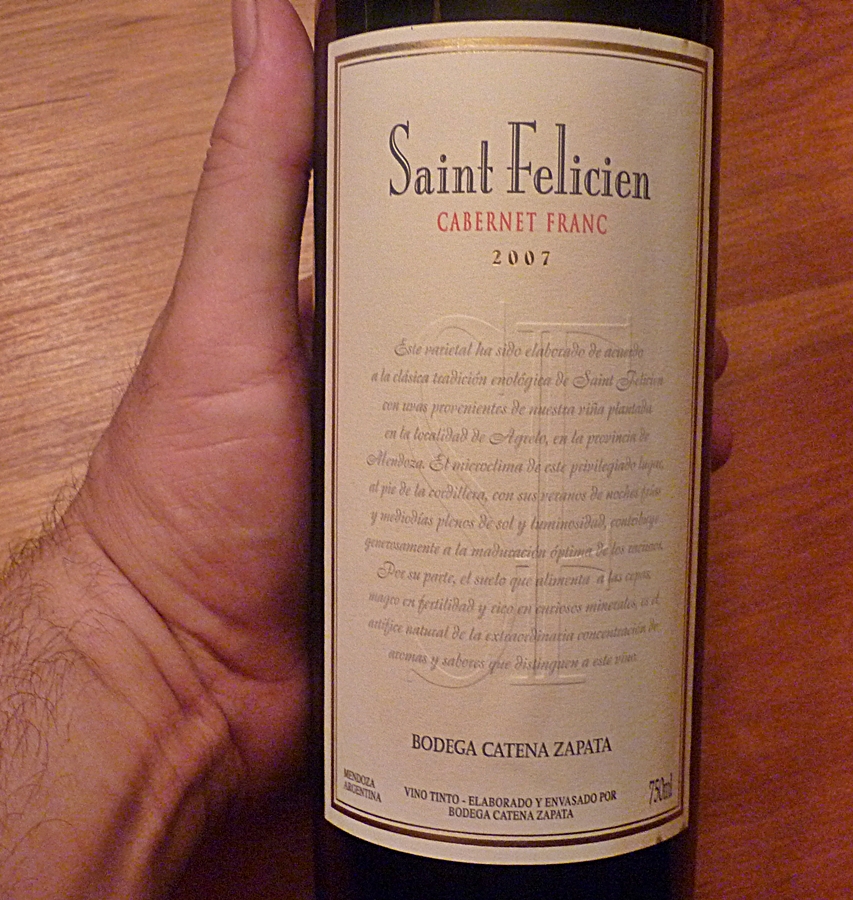 Saint Felicien
CABERNET FRANC
2007
Este varietal ha sido elaborado de acuerdo
a la clásica tradición enológica de Saint Felicien
con uvas provenientes de nuestra viña plantada
en la localidad de Agrelo, en la provincia de
Mendoza. El microclima de este privilegiado lugar,
al pie de la cordillera, con sus veranos de noches frías
y mediodías plenos de sol y luminosidad, contribuye
generosamente a la maduración óptima de los racimos.
Por su parte, el suelo que alimenta a las cepas,
magro en fertilidad y rico en curiosos minerales, es el
artífice natural de la extraordinaria concentración de
aromas y sabores que distinguen a este vino.
BODEGA CATENA ZAPATA
MENDOZA
ARGENTINA
VINO TINTO - ELABORADO Y ENVASADO POR
BODEGA CATENA ZAPATA
750ml